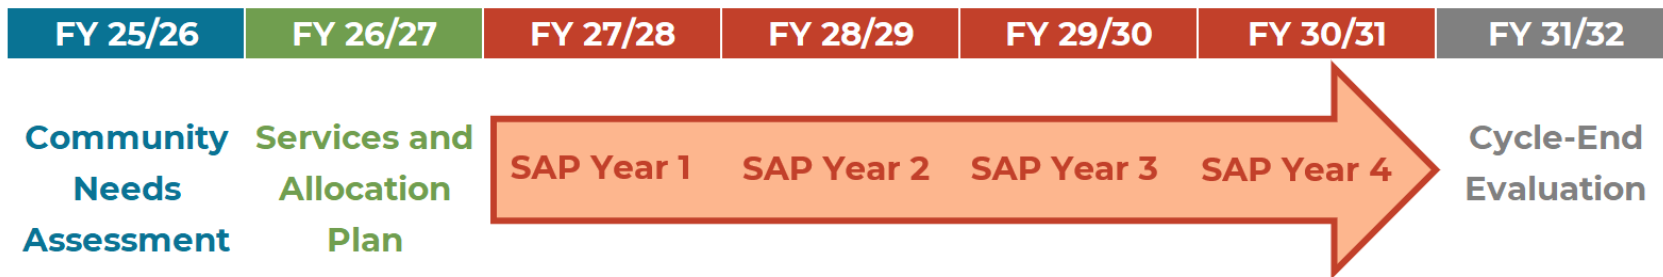 FY 25/26 FY 26/27 FY 27/28 FY 28/29 FY 29/30 FY 30/31 FY 31/32
Community
Needs
Assessment
Services and
Allocation
Plan
SAP Year 1 SAP Year 2 SAP Year 3 SAP Year 4
Cycle-End
Evaluation